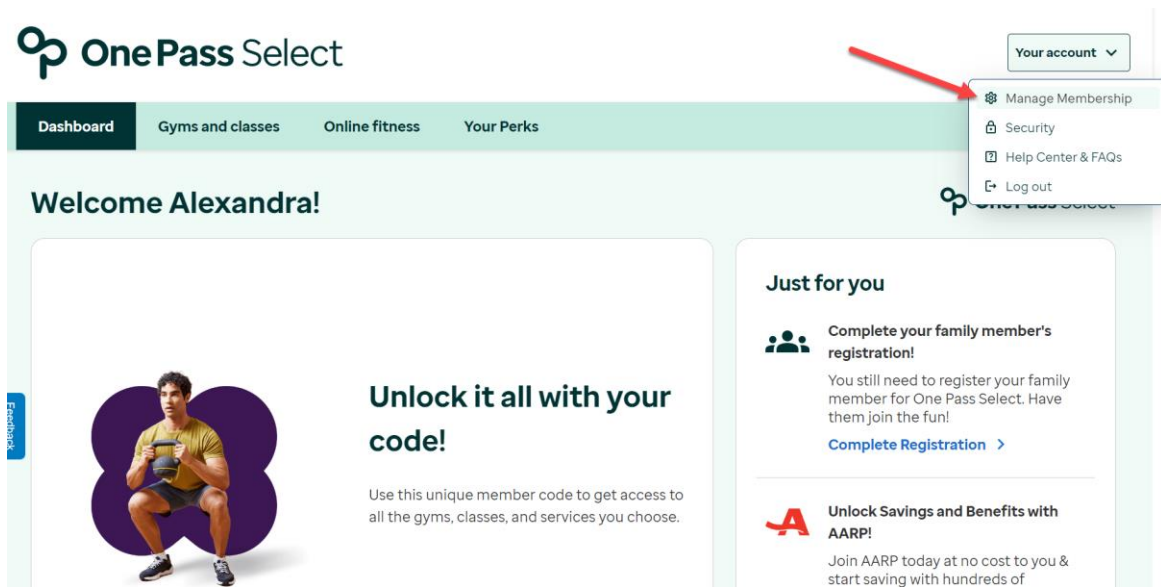 One Pass Select
Your account
Manage Membership
Security
Help Center & FAQs
Log out
Dashboard
Gyms and classes
Online fitness
Your Perks
Welcome Alexandra!
One Pass Select
Unlock it all with your
code!
Use this unique member code to get access to
all the gyms, classes, and services you choose.
Just for you
Complete your family member's
registration!
You still need to register your family
member for One Pass Select. Have
them join the fun!
Complete Registration
Unlock Savings and Benefits with
AARP!
Join AARP today at no cost to you &
start saving with hundreds of
Feedback